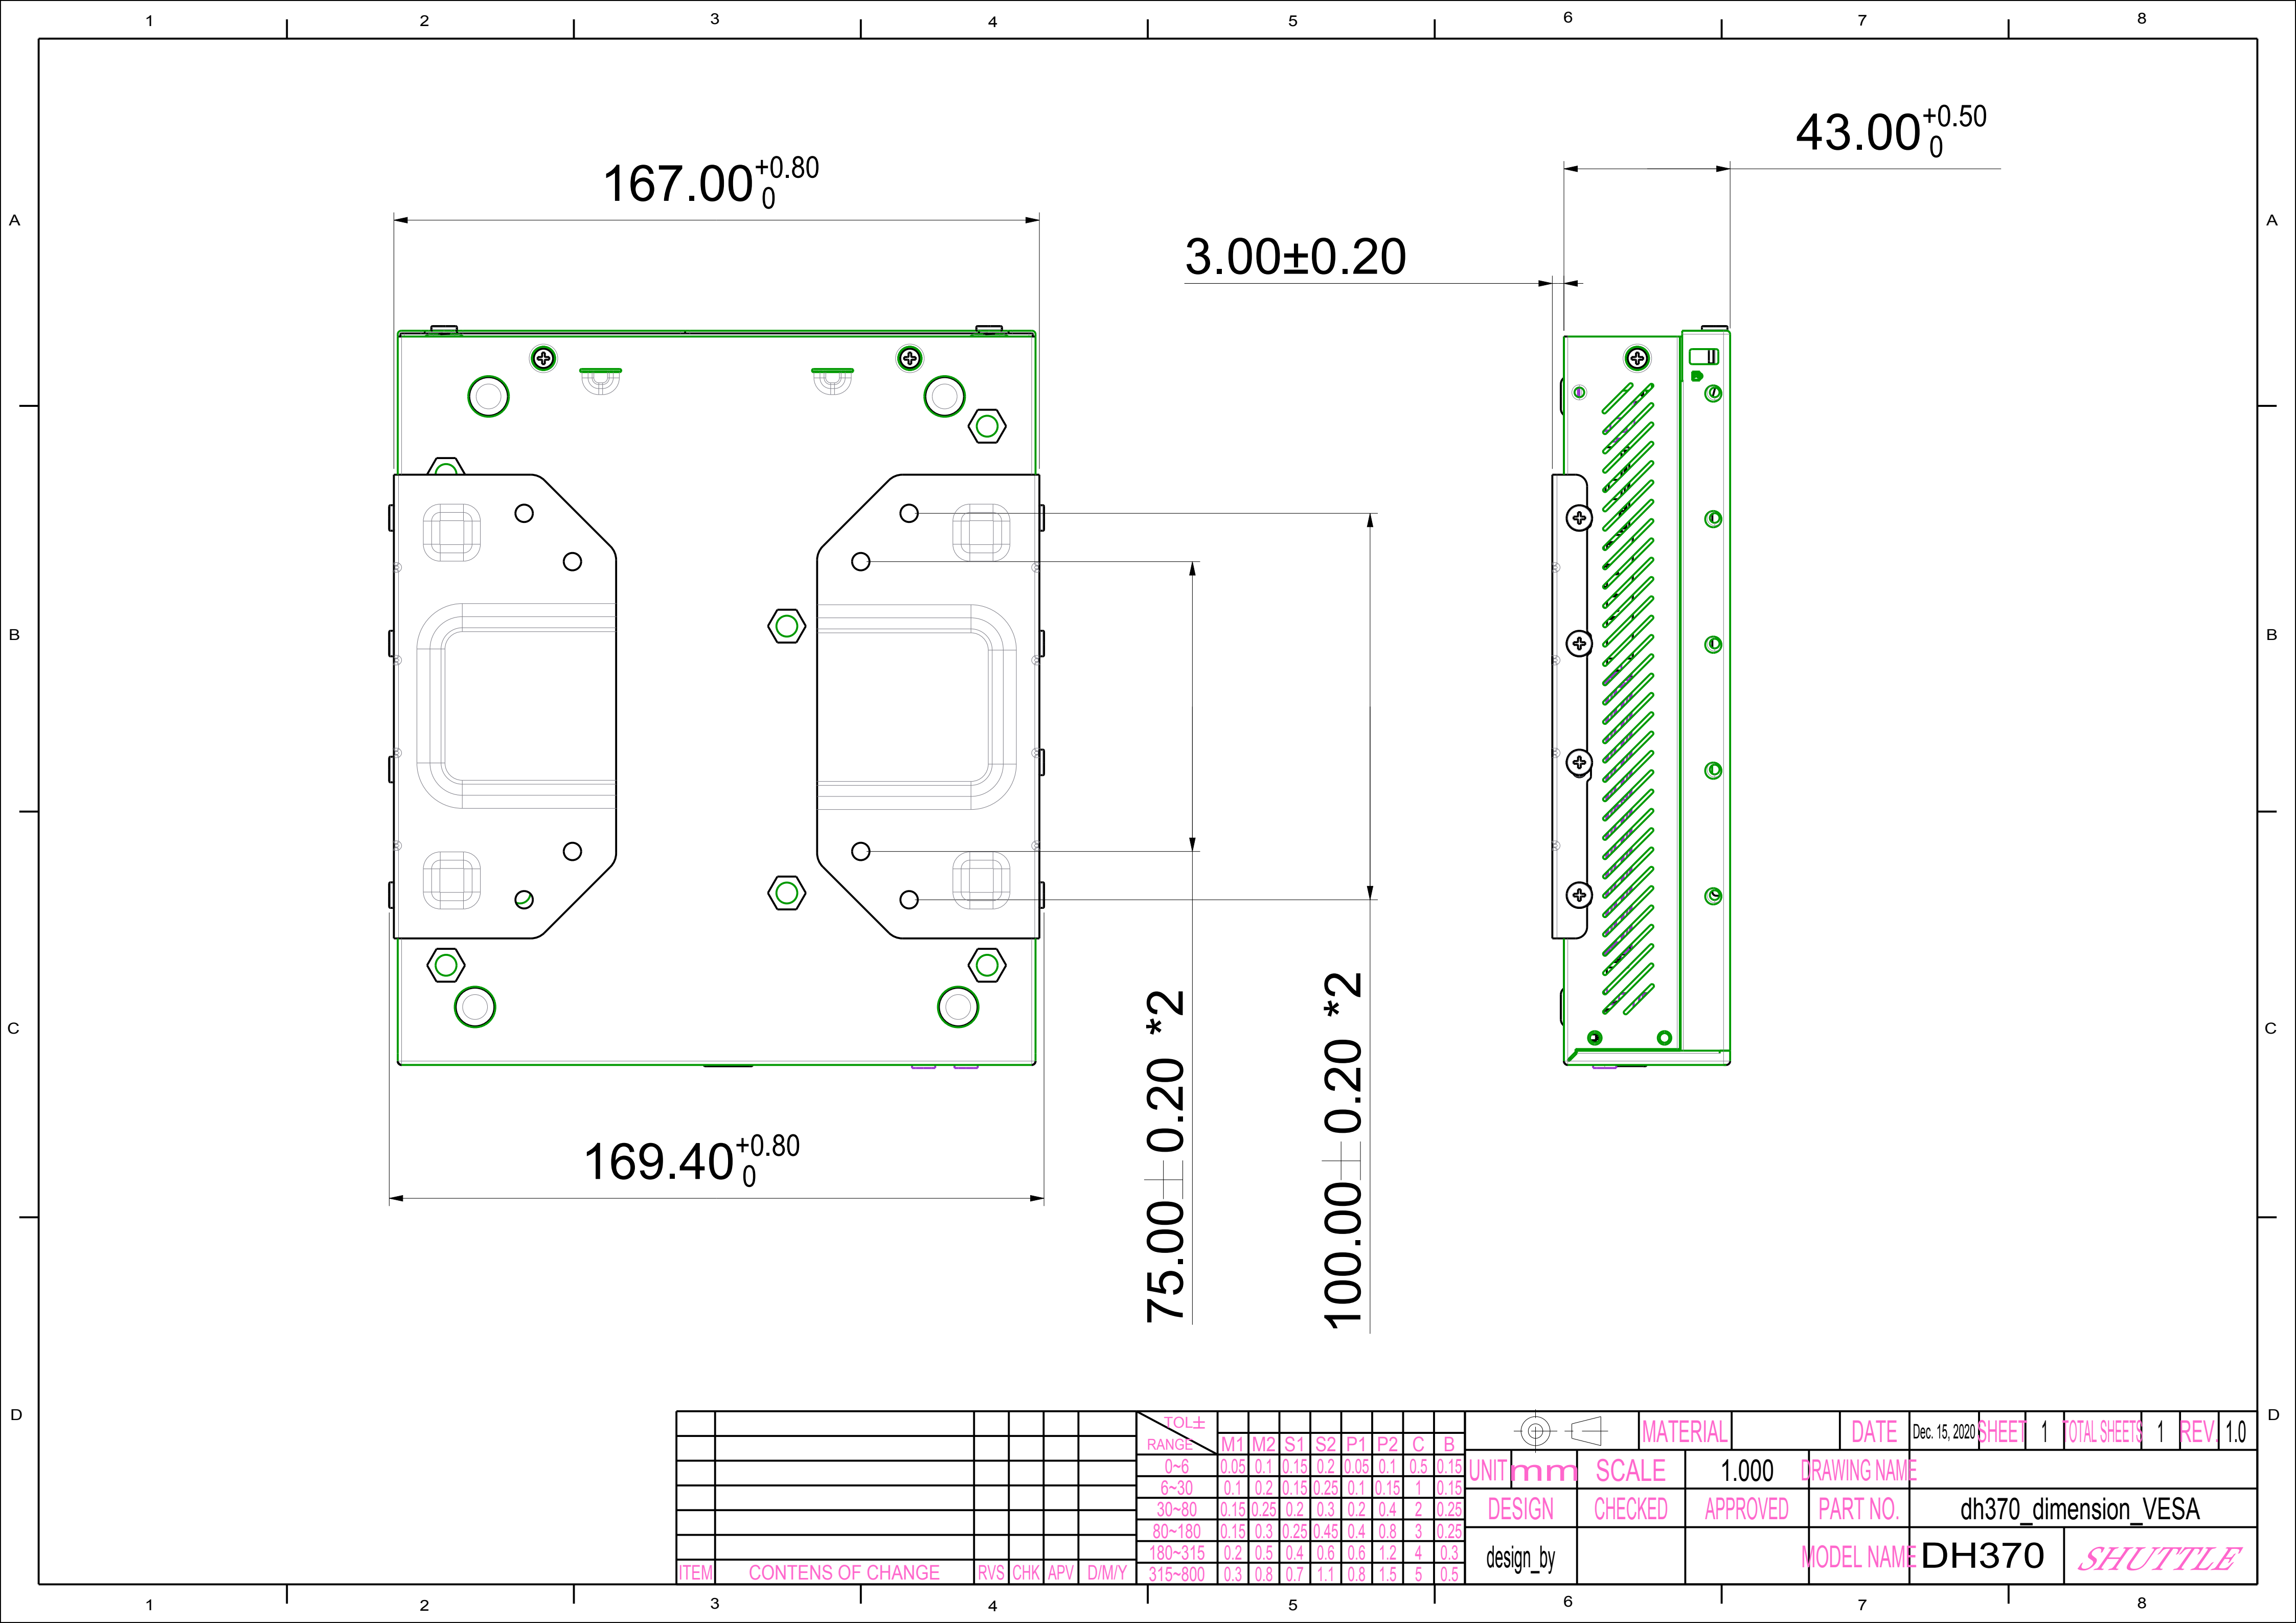 1 2 3 4 5 6 7 8
43.00 +0.50 0
167.00 +0.80 0
A A
3.00±0.20
B B
75.00±0.20 *2
100.00±0.20 *2
C C
169.40 +0.80 0
D D
TOL±
RANGE M1 M2 S1 S2 P1 P2 C B
0~6 0.05 0.1 0.15 0.2 0.05 0.1 0.5 0.15
6~30 0.1 0.2 0.15 0.25 0.1 0.15 1 0.15
30~80 0.15 0.25 0.2 0.3 0.2 0.4 2 0.25
80~180 0.15 0.3 0.25 0.45 0.4 0.8 3 0.25
180~315 0.2 0.5 0.4 0.6 0.6 1.2 4 0.3
315~800 0.3 0.8 0.7 1.1 0.8 1.5 5 0.5
ITEM CONTENS OF CHANGE RVS CHK APV D/M/Y
MATERIAL DATE Dec. 15, 2020 SHEET 1 TOTAL SHEETS 1 REV. 1.0
UNIT mm SCALE 1.000 DRAWING NAME
DESIGN CHECKED APPROVED PART NO. dh370_dimension_VESA
design_by MODEL NAME DH370 SHUTTLE
1 2 3 4 5 6 7 8